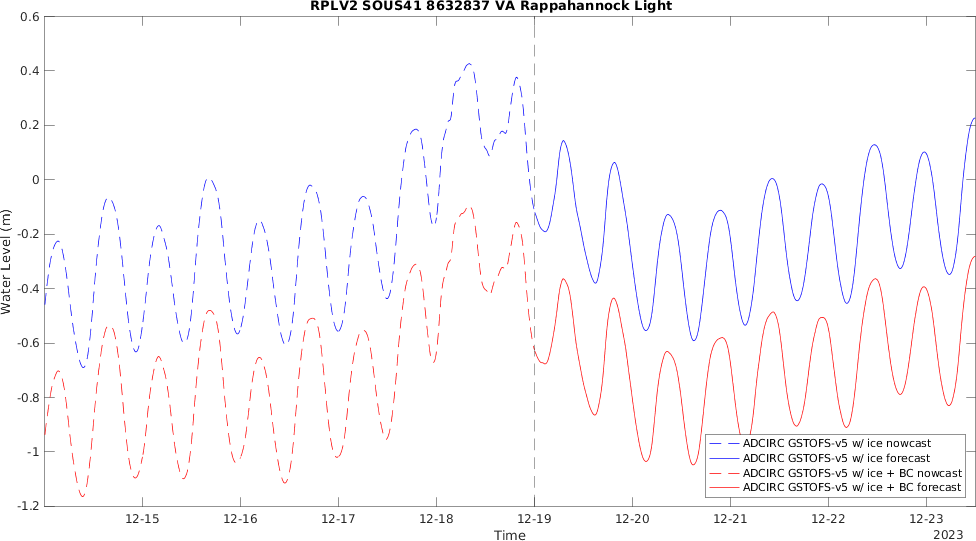 RPLV2 SOUS41 8632837 VA Rappahannock Light
0.6
0.4
0.2
0
-0.2
-0.4
-0.6
-0.8
-1
-1.2
Water Level (m)
ADCIRC GSTOFS-v5 w/ ice nowcast
ADCIRC GSTOFS-v5 w/ ice forecast
ADCIRC GSTOFS-v5 w/ ice + BC nowcast
ADCIRC GSTOFS-v5 w/ ice + BC forecast
12-15 12-16 12-17 12-18 12-19 12-20 12-21 12-22 12-23
Time
2023